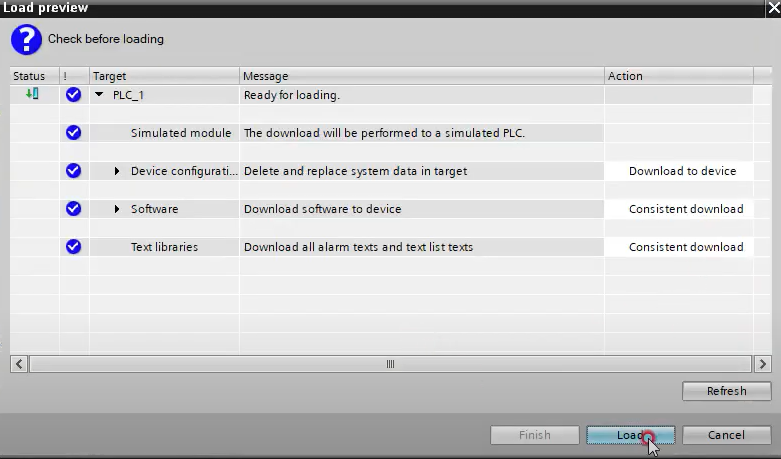 Load preview
Check before loading
Status ! Target Message Action
PLC_1 Ready for loading.
Simulated module The download will be performed to a simulated PLC.
Device configurati... Delete and replace system data in target Download to device
Software Download software to device Consistent download
Text libraries Download all alarm texts and text list texts Consistent download
Refresh
Finish Load Cancel